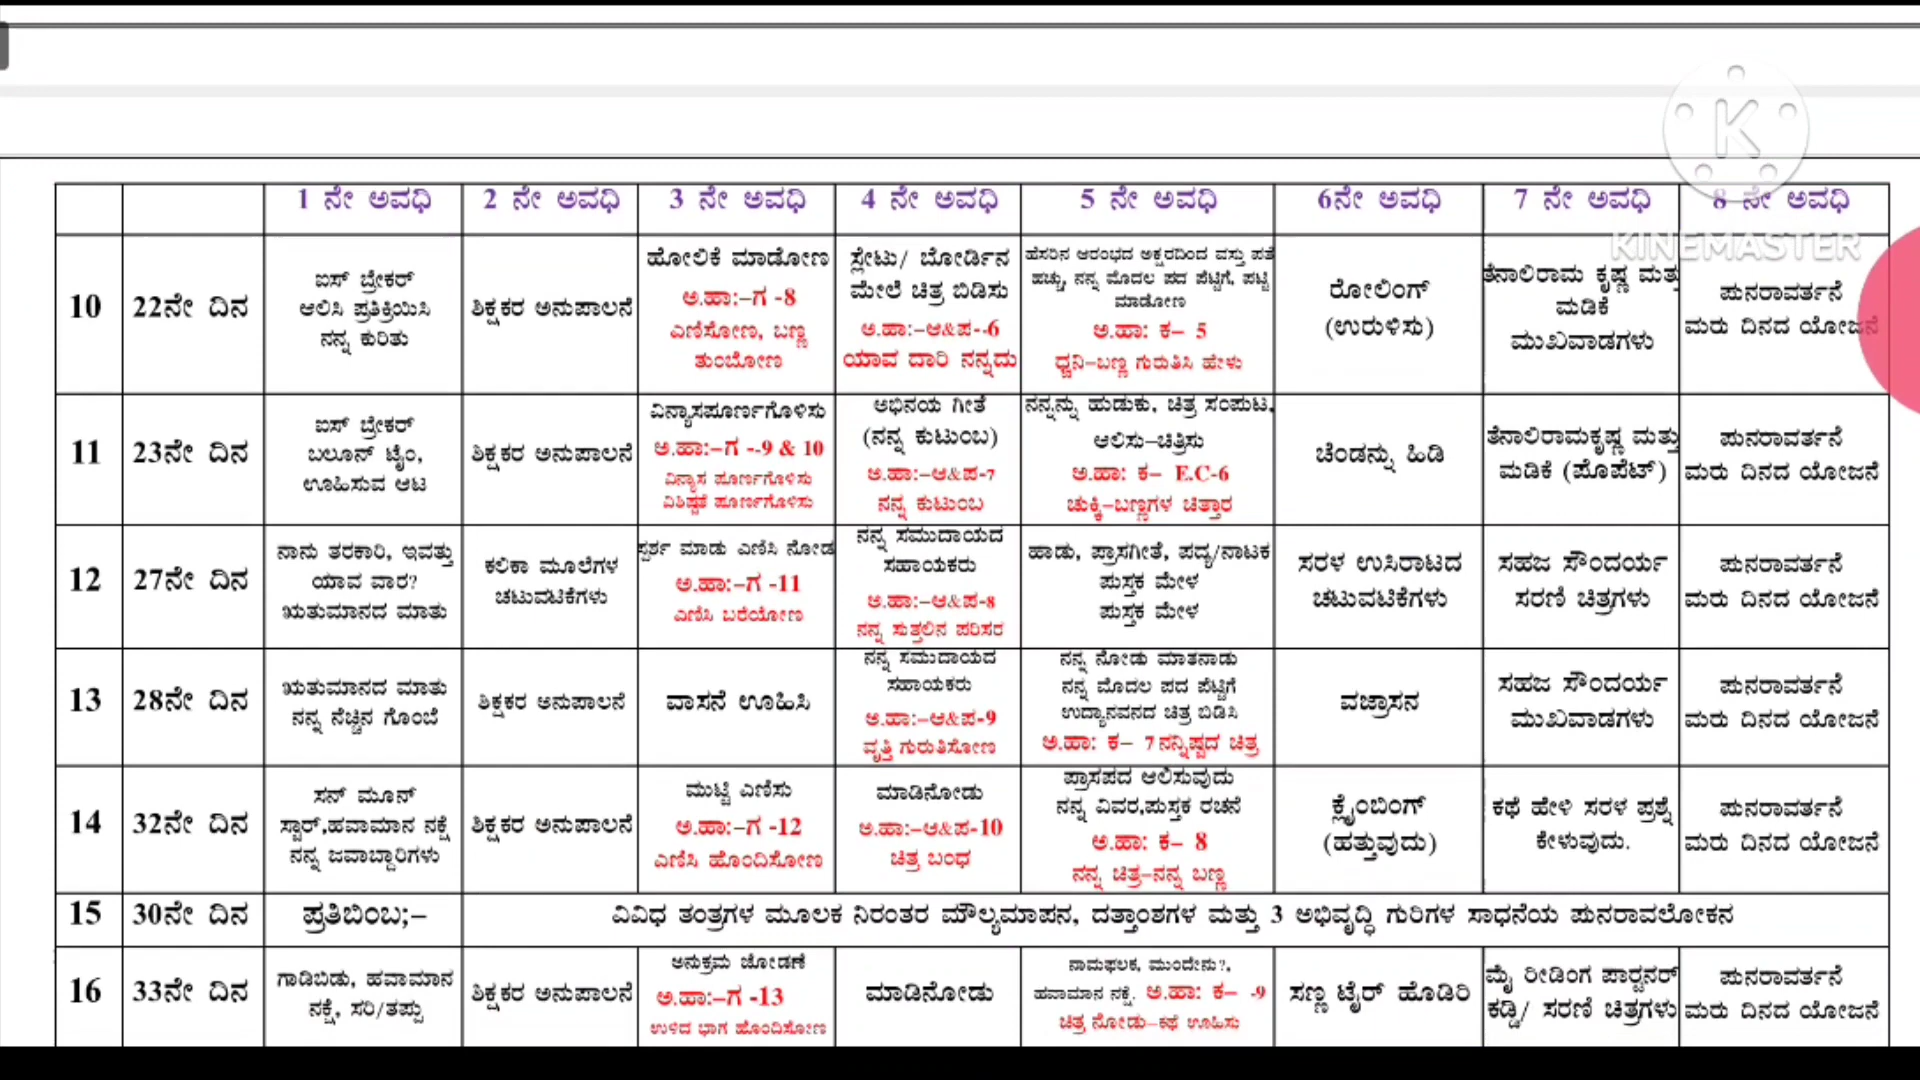 KINEMASTER
1 ನೇ ಅವಧಿ
2 ನೇ ಅವಧಿ
3 ನೇ ಅವಧಿ
4 ನೇ ಅವಧಿ
5 ನೇ ಅವಧಿ
6ನೇ ಅವಧಿ
7 ನೇ ಅವಧಿ
8 ನೇ ಅವಧಿ
10
22ನೇ ದಿನ
ಐಸ್ ಬ್ರೇಕರ್
ಆಲಿಸಿ ಪ್ರತಿಕ್ರಿಯಿಸಿ
ನನ್ನ ಕುರಿತು
ಶಿಕ್ಷಕರ ಅನುಪಾಲನೆ
ಹೋಲಿಕೆ ಮಾಡೋಣ
ಅ.ಹಾ:-ಗ -8
ಎಣಿಸೋಣ, ಬಣ್ಣ
ತುಂಬೋಣ
ಸ್ಲೇಟು/ ಬೋರ್ಡಿನ
ಮೇಲೆ ಚಿತ್ರ ಬಿಡಿಸು
ಅ.ಹಾ:-ಆ&ಪ--6
ಯಾವ ದಾರಿ ನನ್ನದು
ಹೆಸರಿನ ಆರಂಭದ ಅಕ್ಷರದಿಂದ ವಸ್ತು ಪತೆ
ಹಚ್ಚು, ನನ್ನ ಮೊದಲ ಪದ ಪೆಟ್ಟಿಗೆ, ಪಟ್ಟಿ
ಮಾಡೋಣ
ಅ.ಹಾ: ಕ- 5
ಧ್ವನಿ-ಬಣ್ಣ ಗುರುತಿಸಿ ಹೇಳು
ರೋಲಿಂಗ್
(ಉರುಳಿಸು)
ತೆನಾಲಿರಾಮ ಕೃಷ್ಣ ಮತ್ತು
ಮಡಿಕೆ
ಮುಖವಾಡಗಳು
ಪುನರಾವರ್ತನೆ
ಮರು ದಿನದ ಯೋಜನೆ
11
23ನೇ ದಿನ
ಐಸ್ ಬ್ರೇಕರ್
ಬಲೂನ್ ಟೈಂ,
ಊಹಿಸುವ ಆಟ
ಶಿಕ್ಷಕರ ಅನುಪಾಲನೆ
ವಿನ್ಯಾಸಪೂರ್ಣಗೊಳಿಸು
ಅ.ಹಾ:-ಗ --9 & 10
ವಿನ್ಯಾಸ ಪೂರ್ಣಗೊಳಿಸು
ವಿಶಿಷ್ಟತೆ ಪೂರ್ಣಗೊಳಿಸು
ಅಭಿನಯ ಗೀತೆ
(ನನ್ನ ಕುಟುಂಬ)
ಅ.ಹಾ:-ಆ&ಪ-7
ನನ್ನ ಕುಟುಂಬ
ನನ್ನನ್ನು ಹುಡುಕು, ಚಿತ್ರ ಸಂಪುಟ,
ಆಲಿಸು-ಚಿತ್ರಿಸು
ಅ.ಹಾ: ಕ- E.C-6
ಚುಕ್ಕಿ-ಬಣ್ಣಗಳ ಚಿತ್ತಾರ
ಚೆಂಡನ್ನು ಹಿಡಿ
ತೆನಾಲಿರಾಮಕೃಷ್ಣ ಮತ್ತು
ಮಡಿಕೆ (ಪೊಪೆಟ್)
ಪುನರಾವರ್ತನೆ
ಮರು ದಿನದ ಯೋಜನೆ
12
27ನೇ ದಿನ
ನಾನು ತರಕಾರಿ, ಇವತ್ತು
ಯಾವ ವಾರ?
ಋತುಮಾನದ ಮಾತು
ಕಲಿಕಾ ಮೂಲೆಗಳ
ಚಟುವಟಿಕೆಗಳು
ಸ್ಪರ್ಶ ಮಾಡು ಎಣಿಸಿ ನೋಡು
ಅ.ಹಾ:-ಗ -11
ಎಣಿಸಿ ಬರೆಯೋಣ
ನನ್ನ ಸಮುದಾಯದ
ಸಹಾಯಕರು
ಅ.ಹಾ:-ಆ&ಪ-8
ನನ್ನ ಸುತ್ತಲಿನ ಪರಿಸರ
ಹಾಡು, ಪ್ರಾಸಗೀತೆ, ಪದ್ಯ/ನಾಟಕ
ಪುಸ್ತಕ ಮೇಳ
ಪುಸ್ತಕ ಮೇಳ
ಸರಳ ಉಸಿರಾಟದ
ಚಟುವಟಿಕೆಗಳು
ಸಹಜ ಸೌಂದರ್ಯ
ಸರಣಿ ಚಿತ್ರಗಳು
ಪುನರಾವರ್ತನೆ
ಮರು ದಿನದ ಯೋಜನೆ
13
28ನೇ ದಿನ
ಋತುಮಾನದ ಮಾತು
ನನ್ನ ನೆಚ್ಚಿನ ಗೊಂಬೆ
ಶಿಕ್ಷಕರ ಅನುಪಾಲನೆ
ವಾಸನೆ ಊಹಿಸಿ
ನನ್ನ ಸಮುದಾಯದ
ಸಹಾಯಕರು
ಅ.ಹಾ:-ಆ&ಪ-9
ವೃತ್ತಿ ಗುರುತಿಸೋಣ
ನನ್ನ ನೋಡು ಮಾತನಾಡು
ನನ್ನ ಮೊದಲ ಪದ ಪೆಟ್ಟಿಗೆ
ಉದ್ಯಾನವನದ ಚಿತ್ರ ಬಿಡಿಸಿ
ಅ.ಹಾ: ಕ- 7 ನನ್ನಿಷ್ಟದ ಚಿತ್ರ
ವಜ್ರಾಸನ
ಸಹಜ ಸೌಂದರ್ಯ
ಮುಖವಾಡಗಳು
ಪುನರಾವರ್ತನೆ
ಮರು ದಿನದ ಯೋಜನೆ
14
32ನೇ ದಿನ
ಸನ್ ಮೂನ್
ಸ್ಟಾರ್,ಹವಾಮಾನ ನಕ್ಷೆ
ನನ್ನ ಜವಾಬ್ದಾರಿಗಳು
ಶಿಕ್ಷಕರ ಅನುಪಾಲನೆ
ಮುಟ್ಟಿ ಎಣಿಸು
ಅ.ಹಾ:-ಗ -12
ಎಣಿಸಿ ಹೊಂದಿಸೋಣ
ಮಾಡಿನೋಡು
ಅ.ಹಾ:-ಆ&ಪ-10
ಚಿತ್ರ ಬಂಧ
ಪ್ರಾಸಪದ ಆಲಿಸುವುದು
ನನ್ನ ವಿವರ,ಪುಸ್ತಕ ರಚನೆ
ಅ.ಹಾ: ಕ- 8
ನನ್ನ ಚಿತ್ರ-ನನ್ನ ಬಣ್ಣ
ಕ್ಲೈಂಬಿಂಗ್
(ಹತ್ತುವುದು)
ಕಥೆ ಹೇಳಿ ಸರಳ ಪ್ರಶ್ನೆ
ಕೇಳುವುದು.
ಪುನರಾವರ್ತನೆ
ಮರು ದಿನದ ಯೋಜನೆ
15
30ನೇ ದಿನ
ಪ್ರತಿಬಿಂಬ;-
ವಿವಿಧ ತಂತ್ರಗಳ ಮೂಲಕ ನಿರಂತರ ಮೌಲ್ಯಮಾಪನ, ದತ್ತಾಂಶಗಳ ಮತ್ತು 3 ಅಭಿವೃದ್ಧಿ ಗುರಿಗಳ ಸಾಧನೆಯ ಪುನರಾವಲೋಕನ
16
33ನೇ ದಿನ
ಗಾಡಿಬಿಡು, ಹವಾಮಾನ
ನಕ್ಷೆ, ಸರಿ/ತಪ್ಪು
ಶಿಕ್ಷಕರ ಅನುಪಾಲನೆ
ಅನುಕ್ರಮ ಜೋಡಣೆ
ಅ.ಹಾ:-ಗ -13
ಉಳಿದ ಭಾಗ ಹೊಂದಿಸೋಣ
ಮಾಡಿನೋಡು
ನಾಮಫಲಕ, ಮುಂದೇನು?,
ಹವಾಮಾನ ನಕ್ಷೆ. ಅ.ಹಾ: ಕ- -9
ಚಿತ್ರ ನೋಡು-ಕಥೆ ಊಹಿಸು
ಸಣ್ಣ ಟೈರ್ ಹೊಡಿರಿ
ಮೈ ರೀಡಿಂಗ ಪಾರ‍್ಟನರ್
ಕಡ್ಡಿ/ ಸರಣಿ ಚಿತ್ರಗಳು
ಪುನರಾವರ್ತನೆ
ಮರು ದಿನದ ಯೋಜನೆ